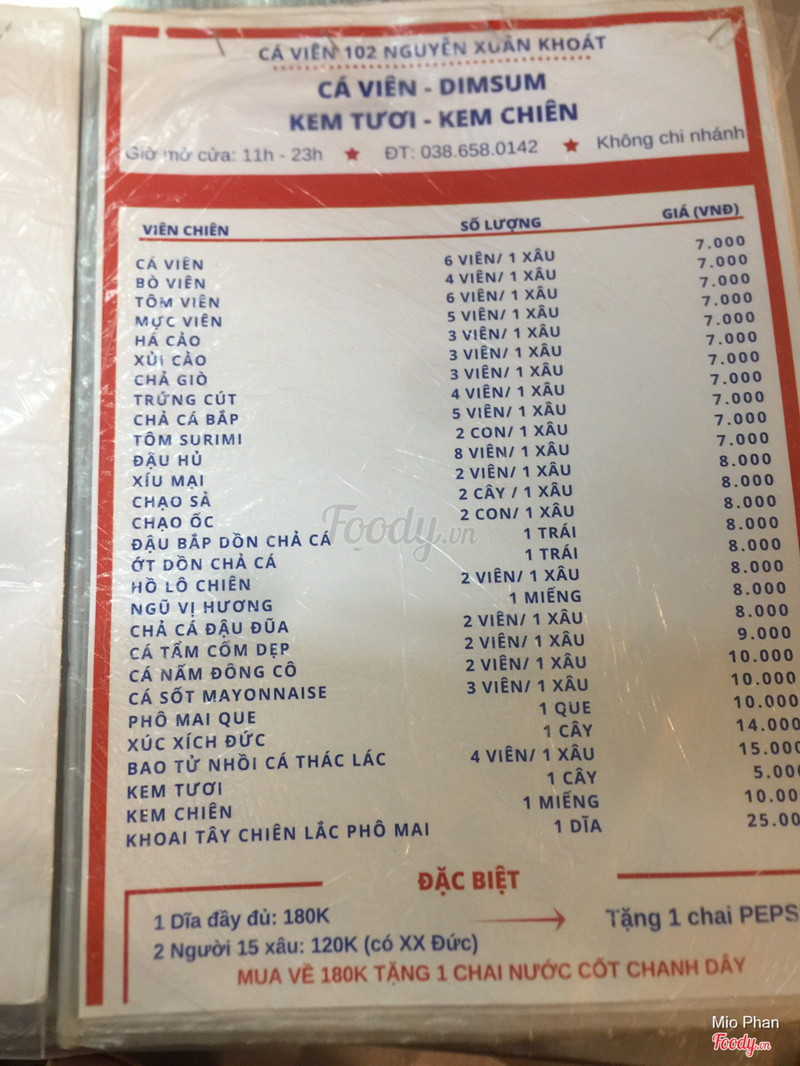 CÁ VIÊN 102 NGUYỄN XUÂN KHOÁT
CÁ VIÊN - DIMSUM
KEM TƯƠI - KEM CHIÊN
Giờ mở cửa: 11h - 23h ★ ĐT: 038.658.0142 ★ Không chi nhánh
VIÊN CHIÊN SỐ LƯỢNG GIÁ (VNĐ)
CÁ VIÊN 6 VIÊN/ 1 XÂU 7.000
BÒ VIÊN 4 VIÊN/ 1 XÂU 7.000
TÔM VIÊN 6 VIÊN/ 1 XÂU 7.000
MỰC VIÊN 5 VIÊN/ 1 XÂU 7.000
HÁ CẢO 3 VIÊN/ 1 XÂU 7.000
XỦI CẢO 3 VIÊN/ 1 XÂU 7.000
CHẢ GIÒ 3 VIÊN/ 1 XÂU 7.000
TRỨNG CÚT 4 VIÊN/ 1 XÂU 7.000
CHẢ CÁ BẮP 5 VIÊN/ 1 XÂU 7.000
TÔM SURIMI 2 CON/ 1 XÂU 7.000
ĐẬU HỦ 8 VIÊN/ 1 XÂU 7.000
XÍU MẠI 2 VIÊN/ 1 XÂU 8.000
CHẠO SẢ 2 CÂY / 1 XÂU 8.000
CHẠO ỐC 2 CON/ 1 XÂU 8.000
ĐẬU BẮP DỒN CHẢ CÁ 1 TRÁI 8.000
ỚT DỒN CHẢ CÁ 1 TRÁI 8.000
HỒ LÔ CHIÊN 2 VIÊN/ 1 XÂU 8.000
NGŨ VỊ HƯƠNG 1 MIẾNG 8.000
CHẢ CÁ ĐẬU ĐŨA 2 VIÊN/ 1 XÂU 8.000
CÁ TẨM CỐM DẸP 2 VIÊN/ 1 XÂU 9.000
CÁ NẤM ĐÔNG CÔ 2 VIÊN/ 1 XÂU 10.000
CÁ SỐT MAYONNAISE 3 VIÊN/ 1 XÂU 10.000
PHÔ MAI QUE 1 QUE 10.000
XÚC XÍCH ĐỨC 1 CÂY 14.000
BAO TỬ NHỒI CÁ THÁC LÁC 4 VIÊN/ 1 XÂU 15.000
KEM TƯƠI 1 CÂY 5.000
KEM CHIÊN 1 MIẾNG 10.00
KHOAI TÂY CHIÊN LẮC PHÔ MAI 1 DĨA 25.00
ĐẶC BIỆT
1 Dĩa đầy đủ: 180K Tặng 1 chai PEPS
2 Người 15 xâu: 120K (có XX Đức)
MUA VỀ 180K TẶNG 1 CHAI NƯỚC CỐT CHANH DÂY
Foody.vn
Mio Phan
Foody.vn